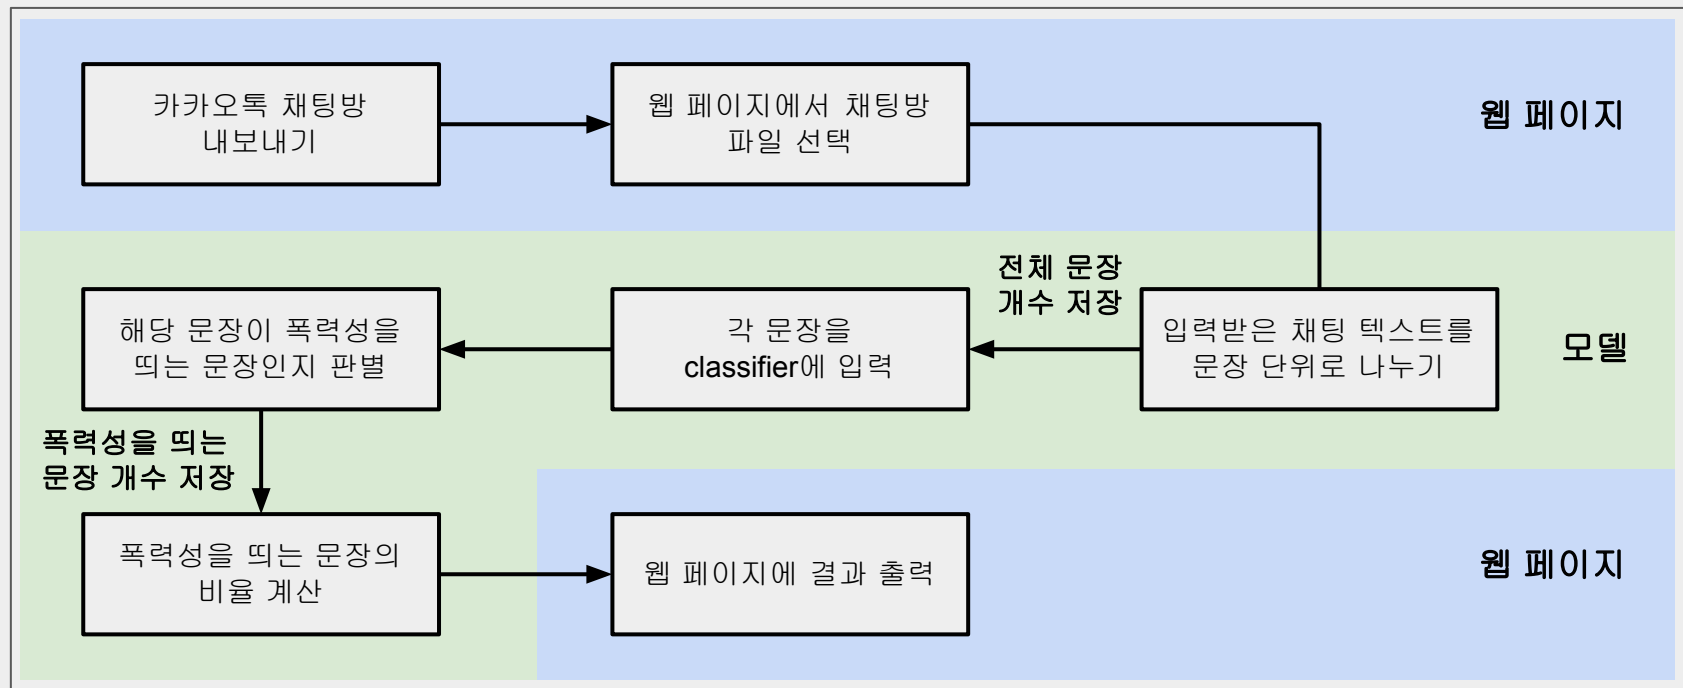 카카오톡 채팅방
내보내기
웹 페이지에서 채팅방
파일 선택
웹 페이지
전체 문장
개수 저장
입력받은 채팅 텍스트를
문장 단위로 나누기
모델
각 문장을
classifier에 입력
해당 문장이 폭력성을
띄는 문장인지 판별
폭력성을 띄는
문장 개수 저장
폭력성을 띄는 문장의
비율 계산
웹 페이지에 결과 출력
웹 페이지